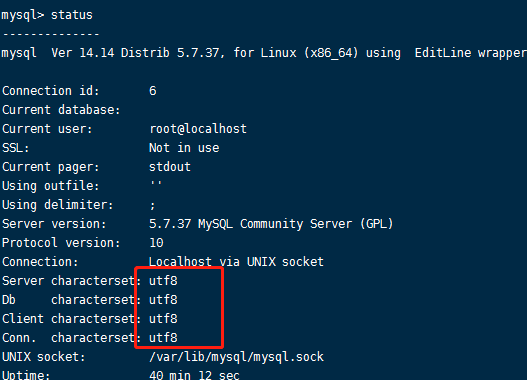 mysql> status
--------------
mysql  Ver 14.14 Distrib 5.7.37, for Linux (x86_64) using  EditLine wrapper

Connection id:          6
Current database:
Current user:           root@localhost
SSL:                    Not in use
Current pager:          stdout
Using outfile:          ''
Using delimiter:        ;
Server version:         5.7.37 MySQL Community Server (GPL)
Protocol version:       10
Connection:             Localhost via UNIX socket
Server characterset:    utf8
Db     characterset:    utf8
Client characterset:    utf8
Conn.  characterset:    utf8
UNIX socket:            /var/lib/mysql/mysql.sock
Uptime:                 40 min 12 sec